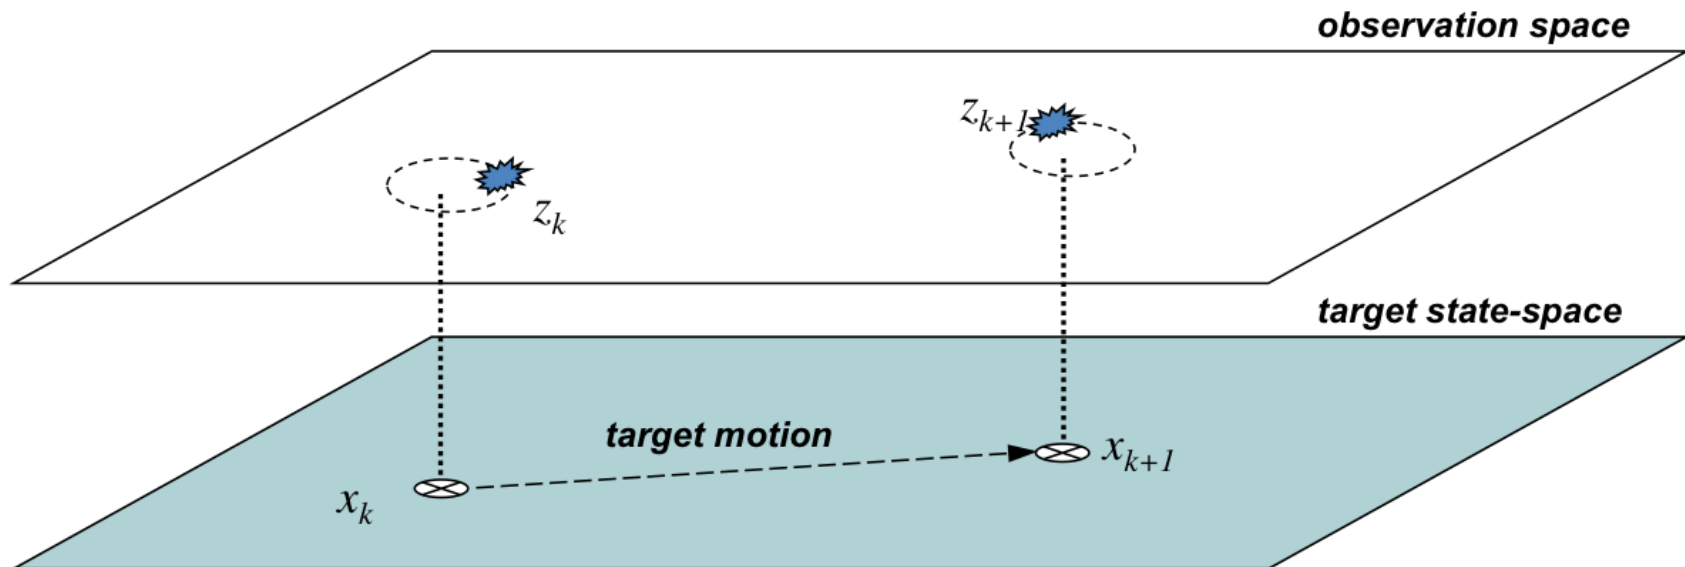 observation space
z_{k+1}
z_k
target state-space
target motion
x_{k+1}
x_k